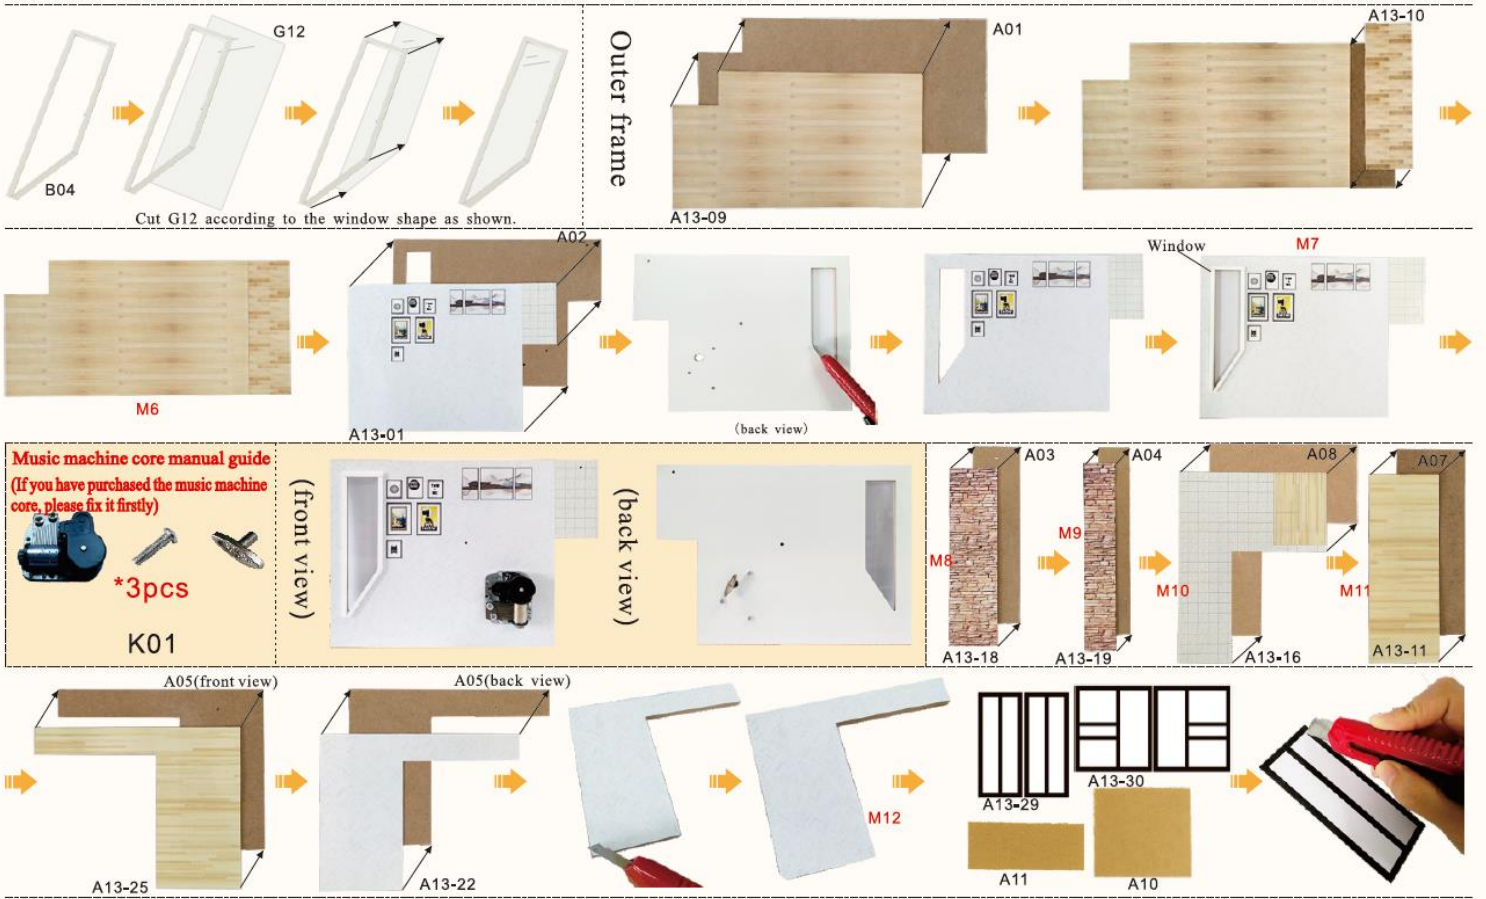 G12
B04
Cut G12 according to the window shape as shown.
Outer frame
A01
A13-09
A13-10
M6
A02
A13-01
(back view)
Window
M7
Music machine core manual guide
(If you have purchased the music machine
core, please fix it firstly)
*3pcs
K01
(front view)
(back view)
A03
M8
A13-18
A04
M9
A13-19
A08
M10
A13-16
A07
M11
A13-11
A05(front view)
A13-25
A05(back view)
A13-22
M12
A13-29
A13-30
A11
A10